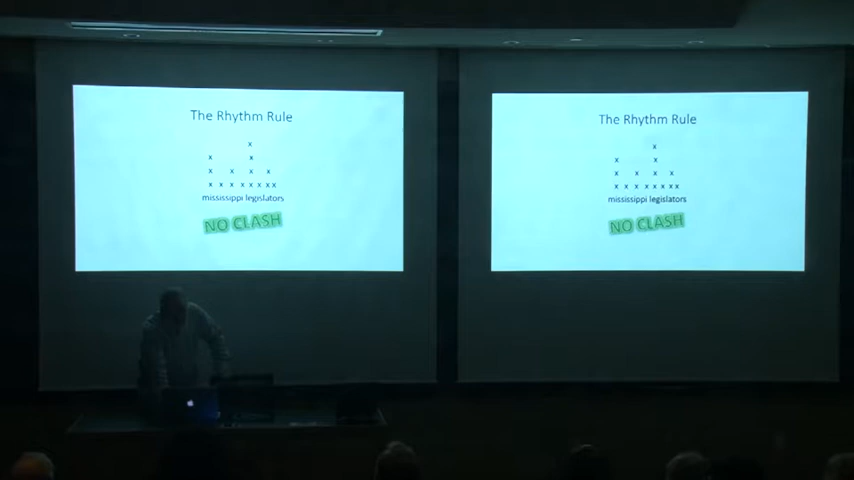 The Rhythm Rule
x
x x
x x x x
x x x x x x x x
mississippi legislators
NO CLASH
The Rhythm Rule
x
x x
x x x x
x x x x x x x x
mississippi legislators
NO CLASH